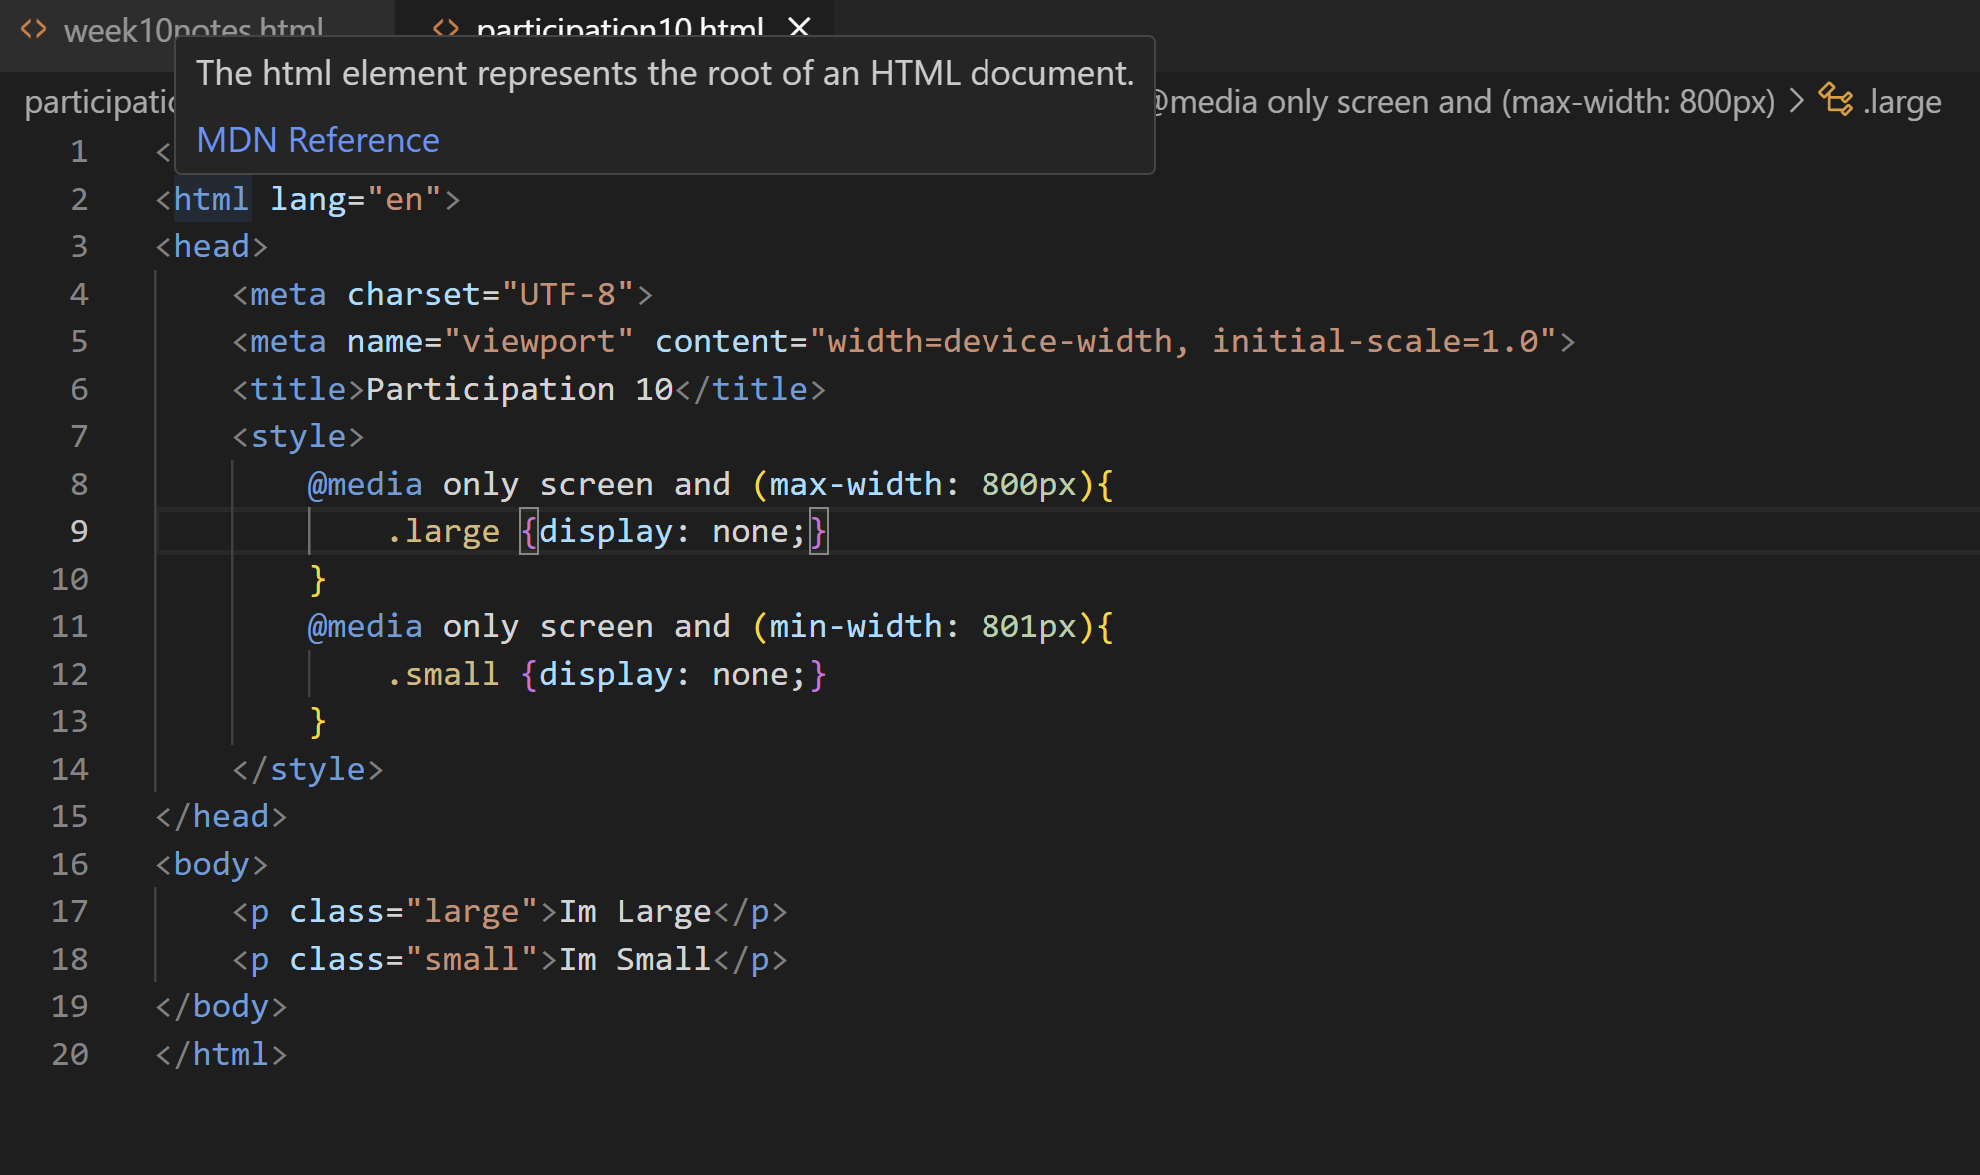 week10notes.html participation10.html
The html element represents the root of an HTML document.
@media only screen and (max-width: 800px) > .large
MDN Reference
1 <
2 <html lang="en">
3 <head>
4 <meta charset="UTF-8">
5 <meta name="viewport" content="width=device-width, initial-scale=1.0">
6 <title>Participation 10</title>
7 <style>
8 @media only screen and (max-width: 800px){
9 .large {display: none;}
10 }
11 @media only screen and (min-width: 801px){
12 .small {display: none;}
13 }
14 </style>
15 </head>
16 <body>
17 <p class="large">Im Large</p>
18 <p class="small">Im Small</p>
19 </body>
20 </html>